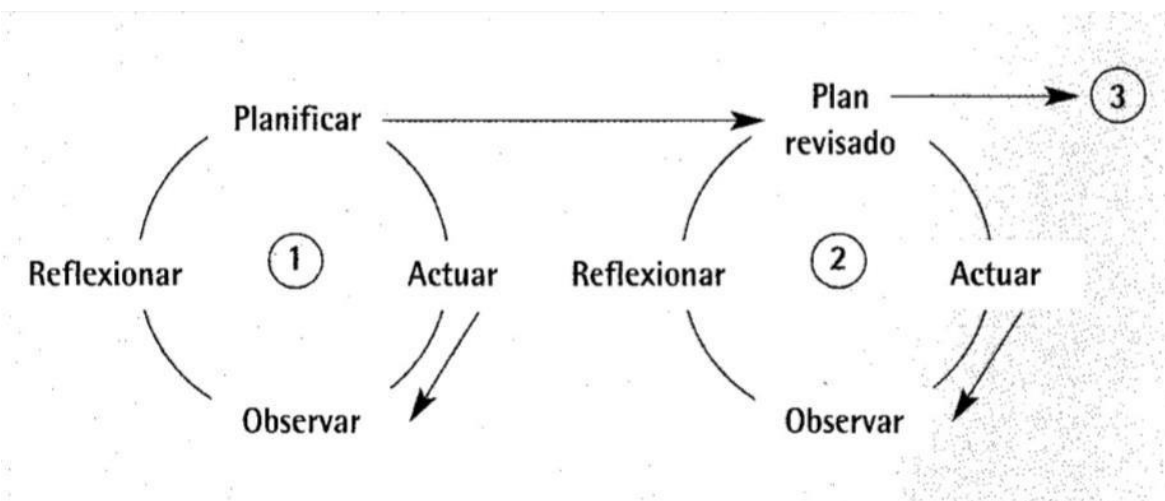 Planificar
Reflexionar
1
Actuar
Observar
Plan
revisado
Reflexionar
2
Actuar
Observar
3